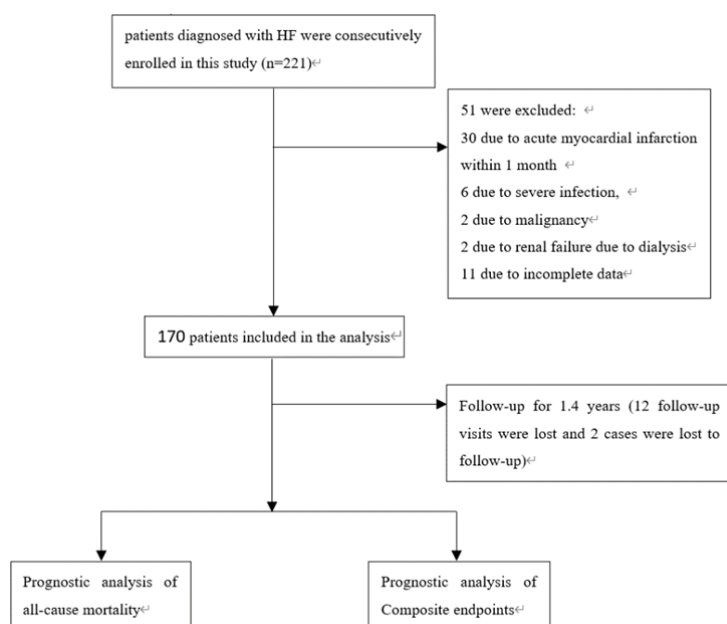 patients diagnosed with HF were consecutively
enrolled in this study (n=221)↵
51 were excluded: ↵
30 due to acute myocardial infarction
within 1 month ↵
6 due to severe infection, ↵
2 due to malignancy↵
2 due to renal failure due to dialysis↵
11 due to incomplete data↵
170 patients included in the analysis↵
Follow-up for 1.4 years (12 follow-up
visits were lost and 2 cases were lost to
follow-up)↵
Prognostic analysis of
all-cause mortality↵
Prognostic analysis of
Composite endpoints↵